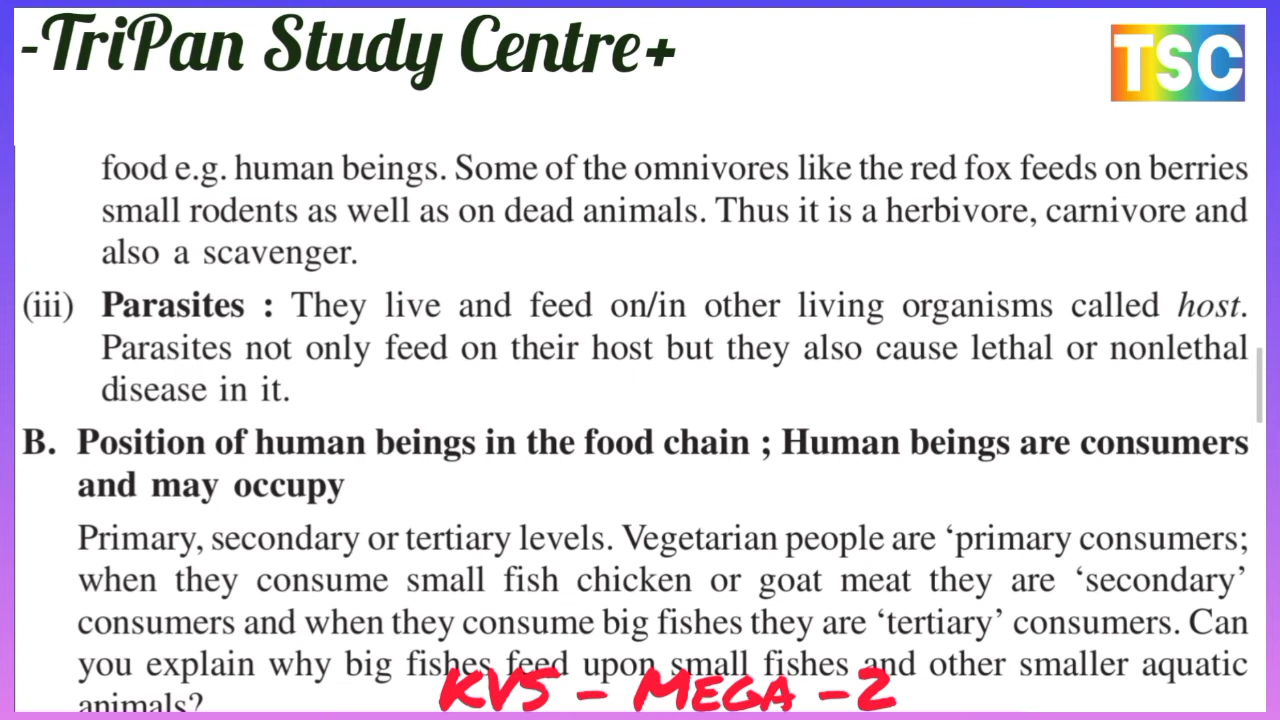 -TriPan Study Centre+
TSC
food e.g. human beings. Some of the omnivores like the red fox feeds on berries
small rodents as well as on dead animals. Thus it is a herbivore, carnivore and
also a scavenger.
(iii) Parasites : They live and feed on/in other living organisms called host.
Parasites not only feed on their host but they also cause lethal or nonlethal
disease in it.
B. Position of human beings in the food chain ; Human beings are consumers
and may occupy
Primary, secondary or tertiary levels. Vegetarian people are ‘primary consumers;
when they consume small fish chicken or goat meat they are ‘secondary’
consumers and when they consume big fishes they are ‘tertiary’ consumers. Can
you explain why big fishes feed upon small fishes and other smaller aquatic
animals?
KVS - MEGA -2